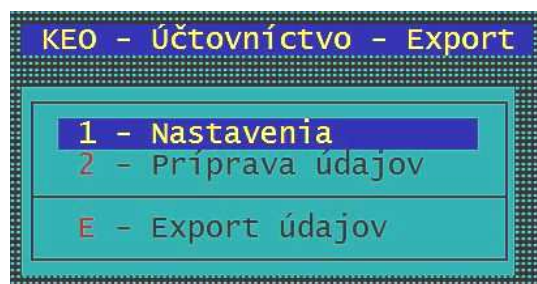 KEO – Účtovníctvo – Export
1 – Nastavenia
2 – Príprava údajov
E – Export údajov